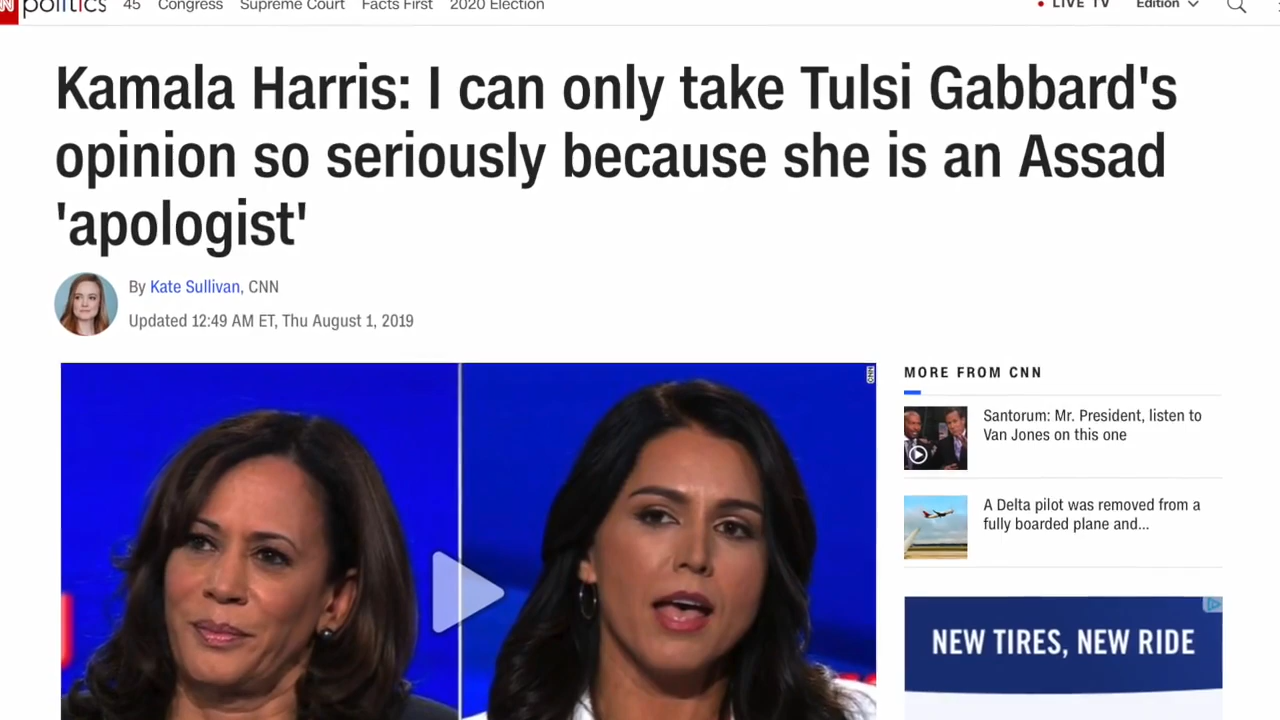 politics 45 Congress Supreme Court Facts First 2020 Election • LIVE TV Edition
Kamala Harris: I can only take Tulsi Gabbard's
opinion so seriously because she is an Assad
'apologist'
By Kate Sullivan, CNN
Updated 12:49 AM ET, Thu August 1, 2019
CNN
MORE FROM CNN
Santorum: Mr. President, listen to
Van Jones on this one
A Delta pilot was removed from a
fully boarded plane and...
NEW TIRES, NEW RIDE